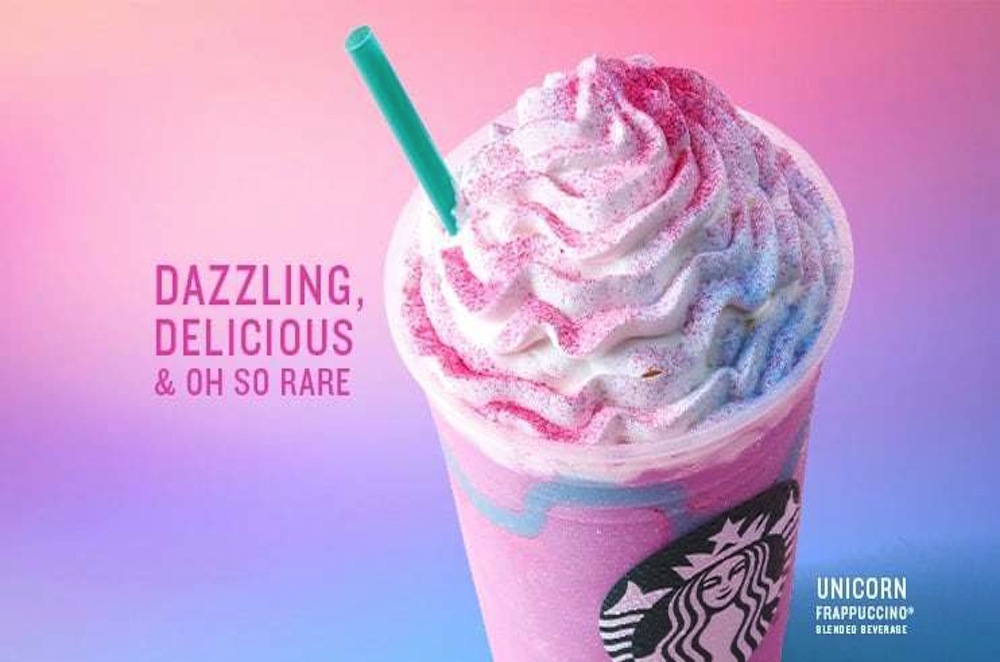 DAZZLING,
DELICIOUS
& OH SO RARE
UNICORN
FRAPPUCCINO®
BLENDED BEVERAGE